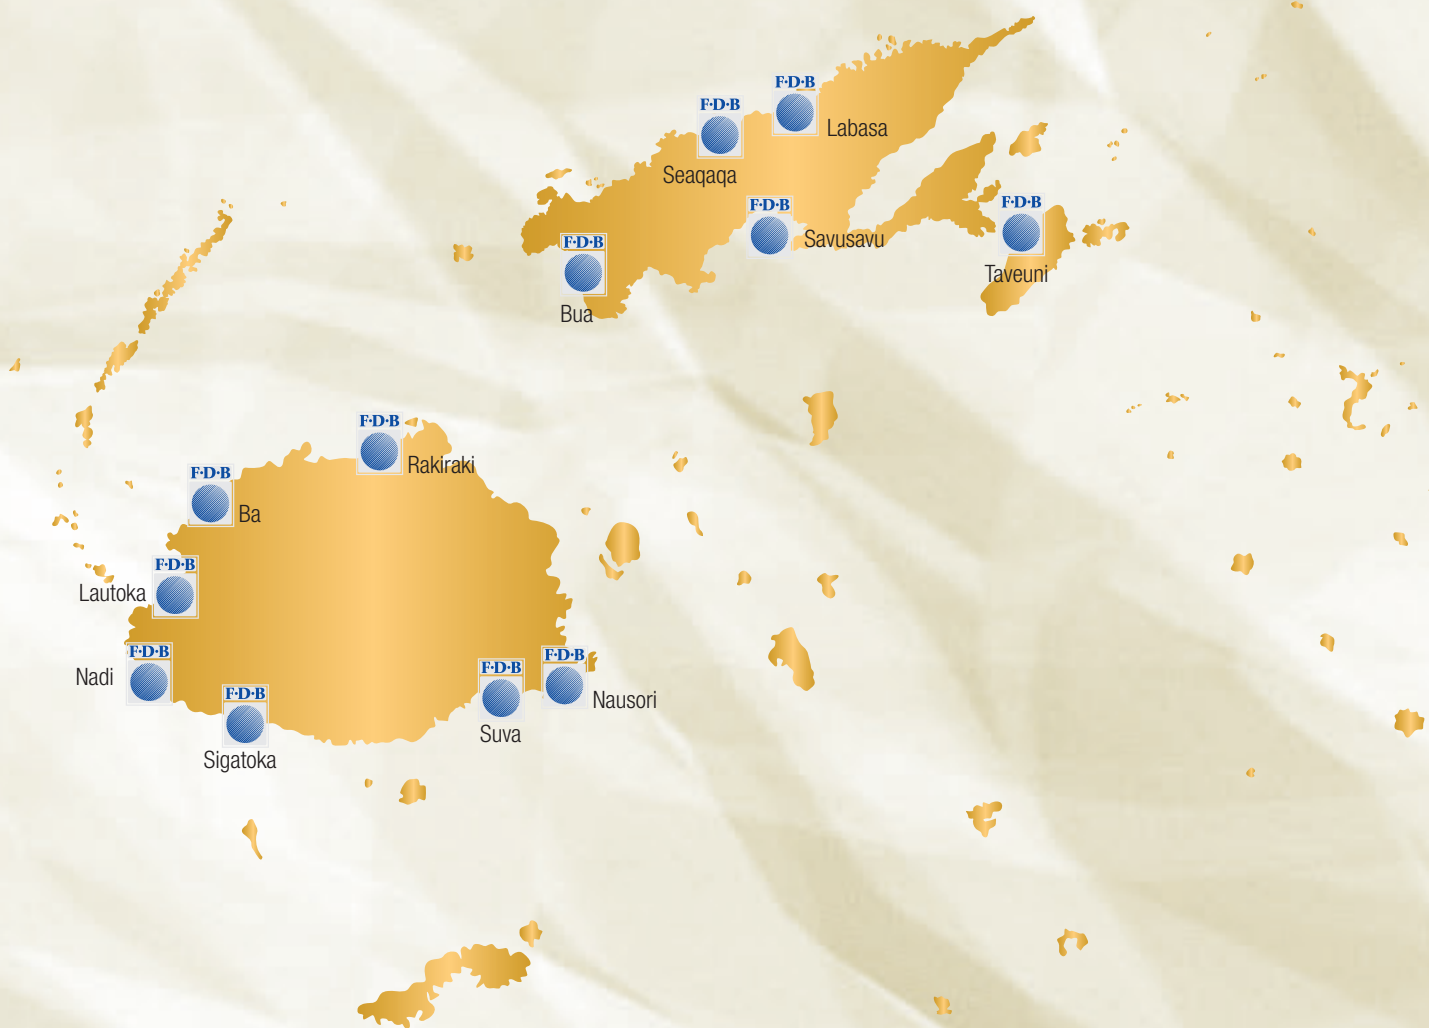 F·D·B
Labasa
F·D·B
Seaqaqa
F·D·B
Savusavu
F·D·B
Taveuni
F·D·B
Bua
F·D·B
Rakiraki
F·D·B
Ba
F·D·B
Lautoka
F·D·B
Nadi
F·D·B
Sigatoka
F·D·B
Suva
F·D·B
Nausori